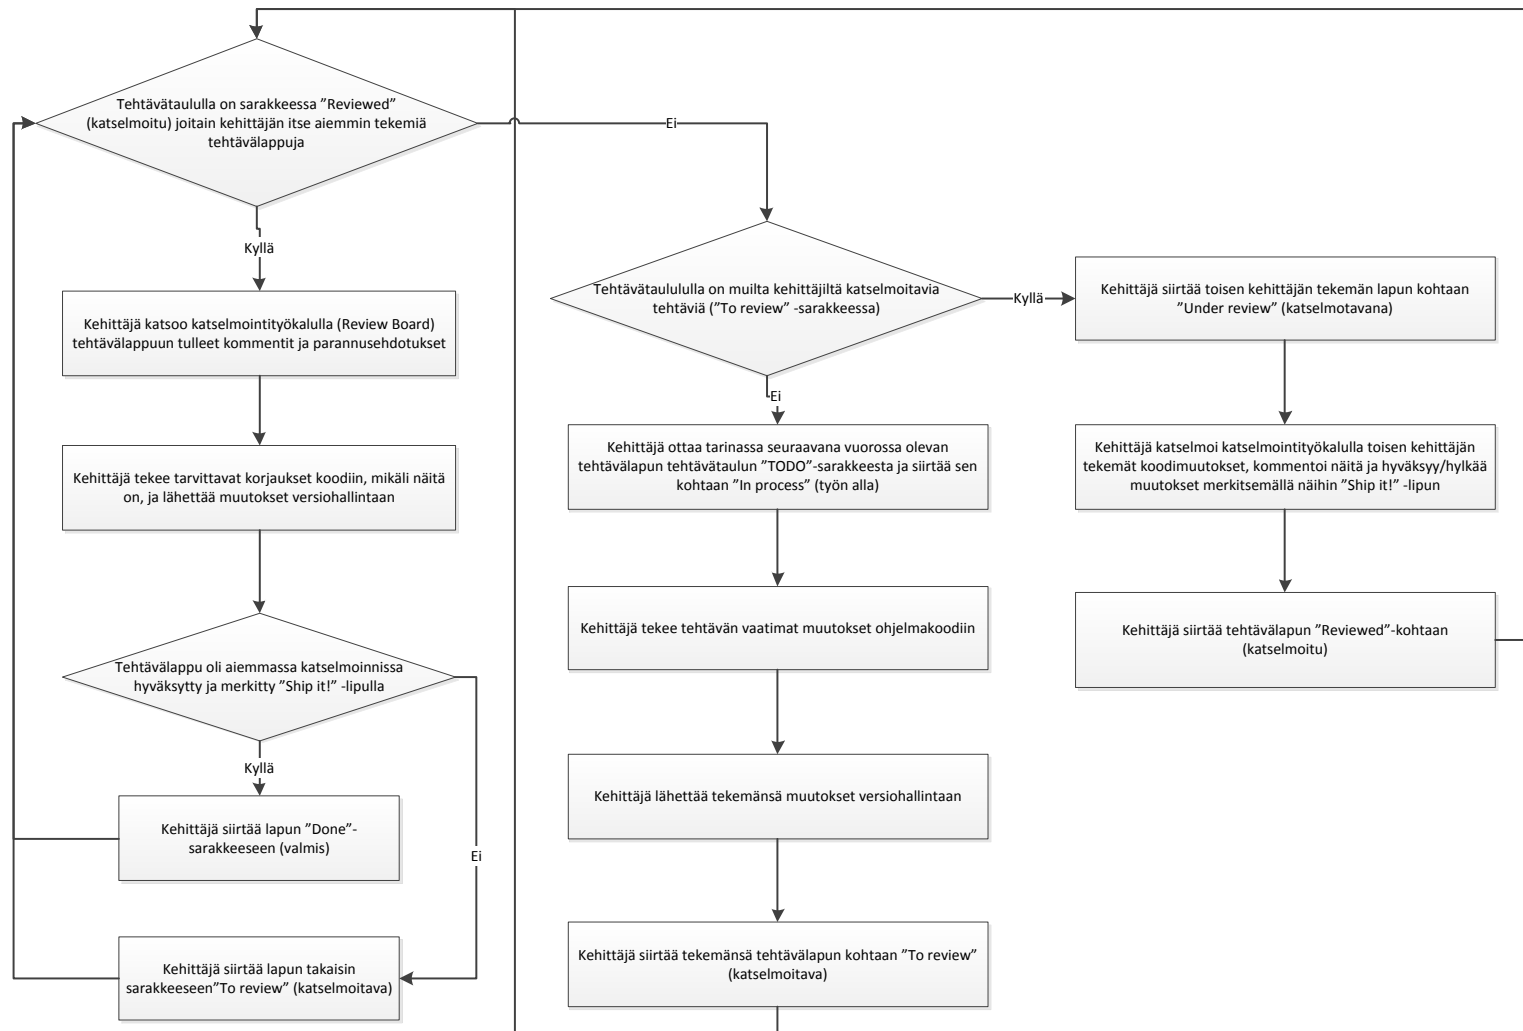 Tehtävätaululla on sarakkeessa ”Reviewed”
(katselmoitu) joitain kehittäjän itse aiemmin tekemiä
tehtävälappuja
Ei
Kyllä
Kehittäjä katsoo katselmointityökalulla (Review Board)
tehtävälappuun tulleet kommentit ja parannusehdotukset
Kehittäjä tekee tarvittavat korjaukset koodiin, mikäli näitä
on, ja lähettää muutokset versiohallintaan
Tehtävälappu oli aiemmassa katselmoinnissa
hyväksytty ja merkitty ”Ship it!” -lipulla
Kyllä
Ei
Kehittäjä siirtää lapun ”Done”-
sarakkeeseen (valmis)
Kehittäjä siirtää lapun takaisin
sarakkeeseen”To review” (katselmoitava)
Tehtävätaulululla on muilta kehittäjiltä katselmoitavia
tehtäviä (”To review” -sarakkeessa)
Kyllä
Ei
Kehittäjä ottaa tarinassa seuraavana vuorossa olevan
tehtävälapun tehtävätaulun ”TODO”-sarakkeesta ja siirtää sen
kohtaan ”In process” (työn alla)
Kehittäjä tekee tehtävän vaatimat muutokset ohjelmakoodiin
Kehittäjä lähettää tekemänsä muutokset versiohallintaan
Kehittäjä siirtää tekemänsä tehtävälapun kohtaan ”To review”
(katselmoitava)
Kehittäjä siirtää toisen kehittäjän tekemän lapun kohtaan
”Under review” (katselmotavana)
Kehittäjä katselmoi katselmointityökalulla toisen kehittäjän
tekemät koodimuutokset, kommentoi näitä ja hyväksyy/hylkää
muutokset merkitsemällä näihin ”Ship it!” -lipun
Kehittäjä siirtää tehtävälapun ”Reviewed”-kohtaan
(katselmoitu)